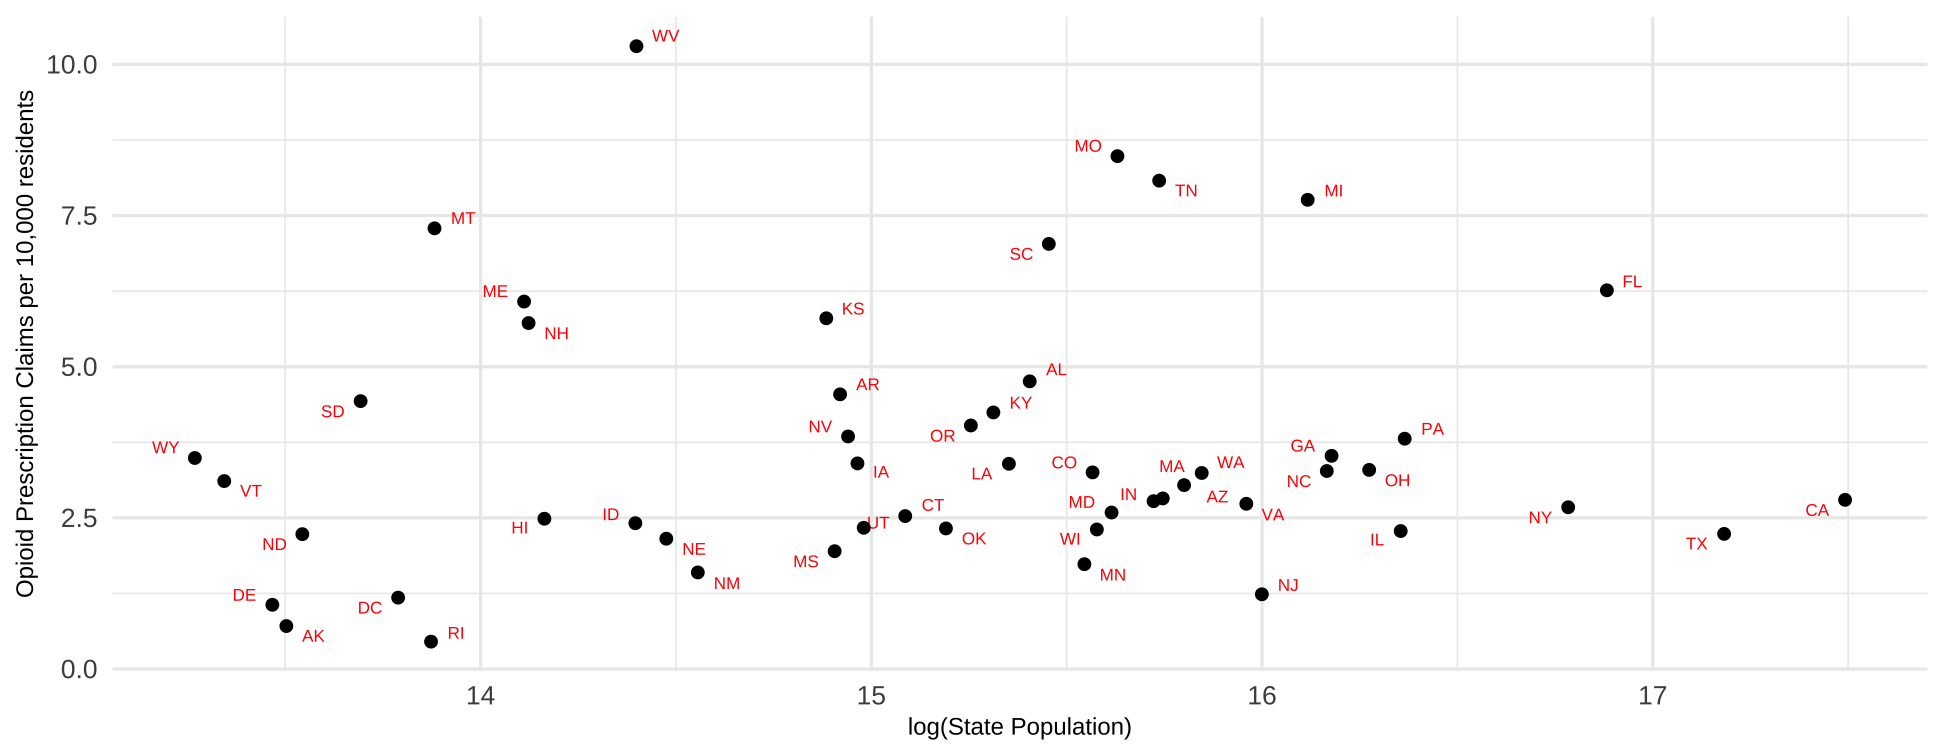 Opioid Prescription Claims per 10,000 residents
10.0
7.5
5.0
2.5
0.0
WV
MO
TN
MI
MT
SC
ME
FL
NH
KS
AL
AR
KY
SD
NV
OR
PA
WY
GA
CO
MA
WA
IA
LA
NC
OH
VT
IN
AZ
MD
CT
CA
ID
VA
NY
UT
HI
WI
OK
IL
ND
TX
NE
MS
MN
NM
NJ
DE
DC
AK
RI
14
15
16
17
log(State Population)